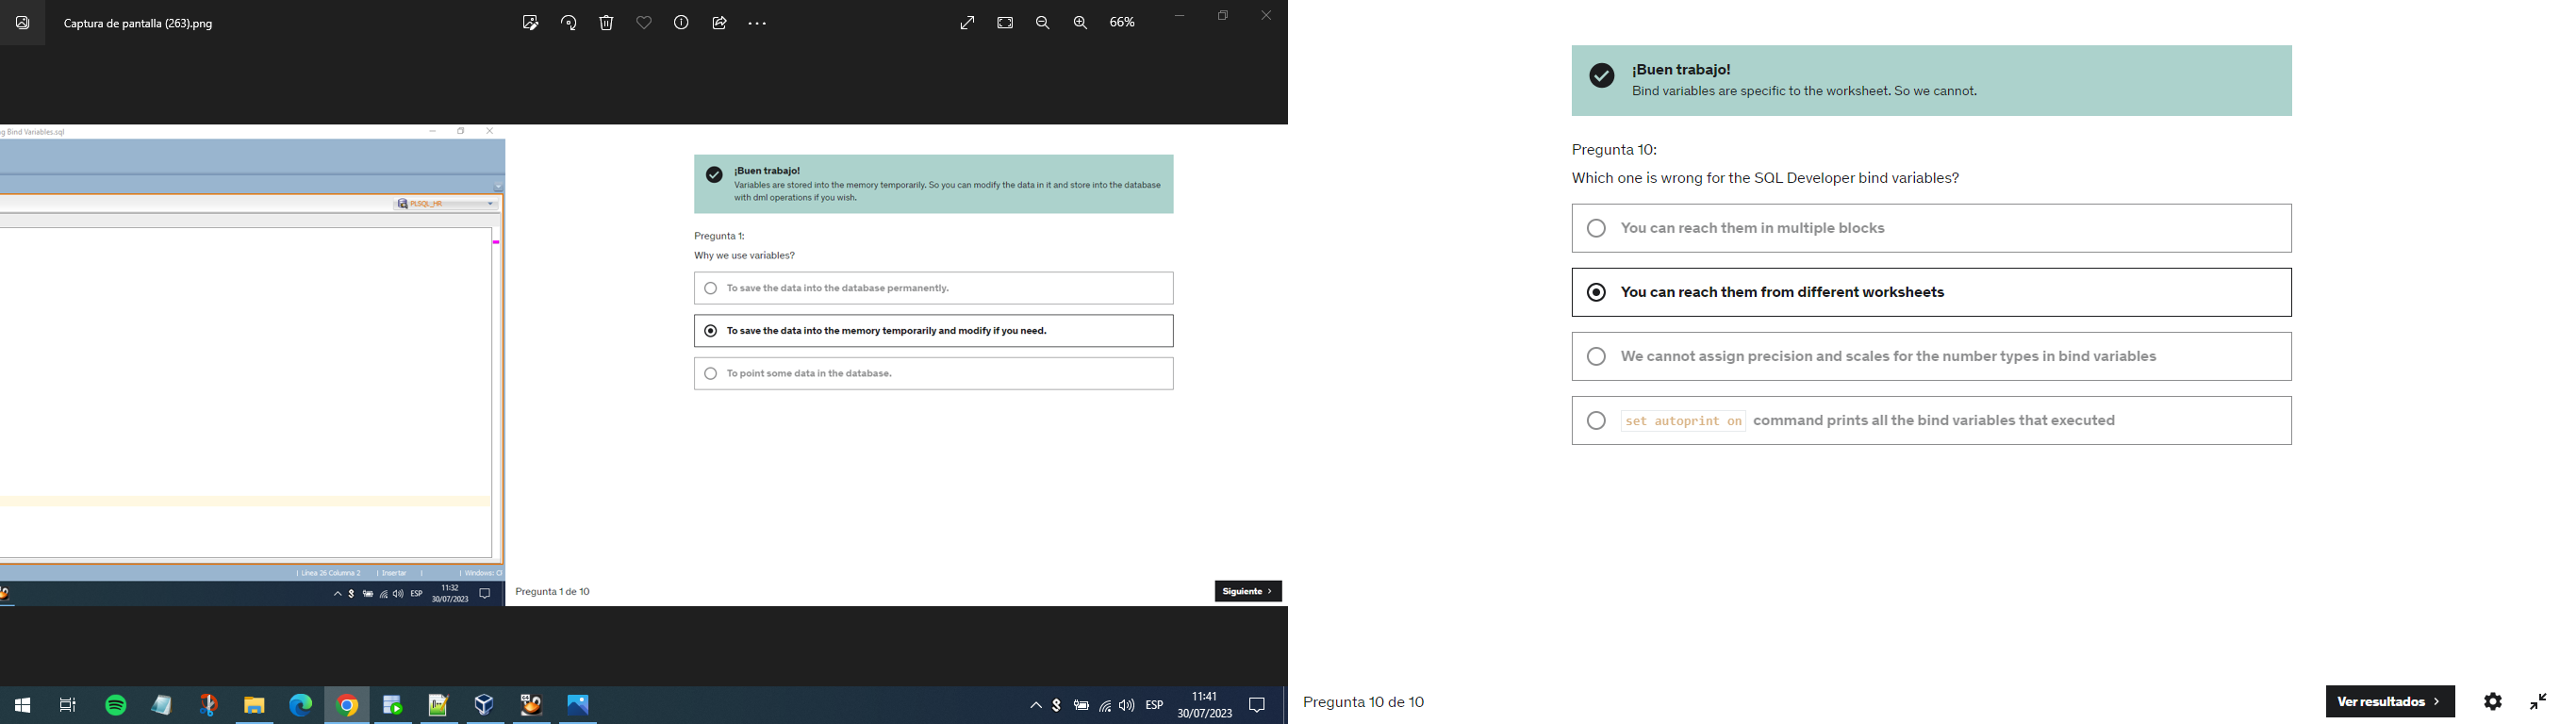 Captura de pantalla (263).png
66%
g Bind Variables.sql
PLSQL_HR
| Línea 26 Columna 2 | Insertar | | Windows: C
ESP
11:32
30/07/2023
¡Buen trabajo!
Variables are stored into the memory temporarily. So you can modify the data in it and store into the database
with dml operations if you wish.
Pregunta 1:
Why we use variables?
To save the data into the database permanently.
To save the data into the memory temporarily and modify if you need.
To point some data in the database.
Pregunta 1 de 10
Siguiente >
ESP
11:41
30/07/2023
¡Buen trabajo!
Bind variables are specific to the worksheet. So we cannot.
Pregunta 10:
Which one is wrong for the SQL Developer bind variables?
You can reach them in multiple blocks
You can reach them from different worksheets
We cannot assign precision and scales for the number types in bind variables
set autoprint on command prints all the bind variables that executed
Pregunta 10 de 10
Ver resultados >